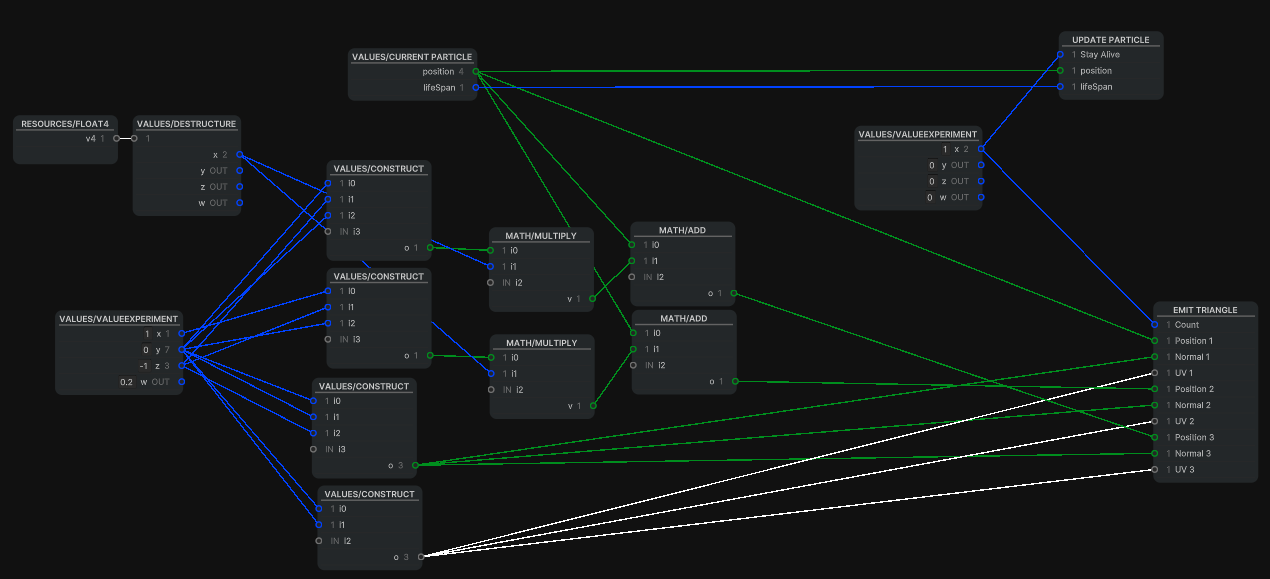 VALUES/CURRENT PARTICLE
position 4
lifeSpan 1
UPDATE PARTICLE
1 Stay Alive
1 position
1 lifeSpan
RESOURCES/FLOAT4
v4 1
VALUES/DESTRUCTURE
1
x 2
y OUT
z OUT
w OUT
VALUES/VALUEEXPERIMENT
1 x 2
0 y OUT
0 z OUT
0 w OUT
VALUES/CONSTRUCT
1 i0
1 i1
1 i2
IN i3
o 1
MATH/MULTIPLY
1 i0
1 i1
IN i2
v 1
MATH/ADD
1 i0
1 i1
IN i2
o 1
VALUES/CONSTRUCT
1 i0
1 i1
1 i2
IN i3
o 1
MATH/MULTIPLY
1 i0
1 i1
IN i2
v 1
MATH/ADD
1 i0
1 i1
IN i2
o 1
VALUES/VALUEEXPERIMENT
1 x 1
0 y 7
-1 z 3
0.2 w OUT
EMIT TRIANGLE
1 Count
1 Position 1
1 Normal 1
1 UV 1
1 Position 2
1 Normal 2
1 UV 2
1 Position 3
1 Normal 3
1 UV 3
VALUES/CONSTRUCT
1 i0
1 i1
1 i2
IN i3
o 3
VALUES/CONSTRUCT
1 i0
1 i1
IN i2
o 3